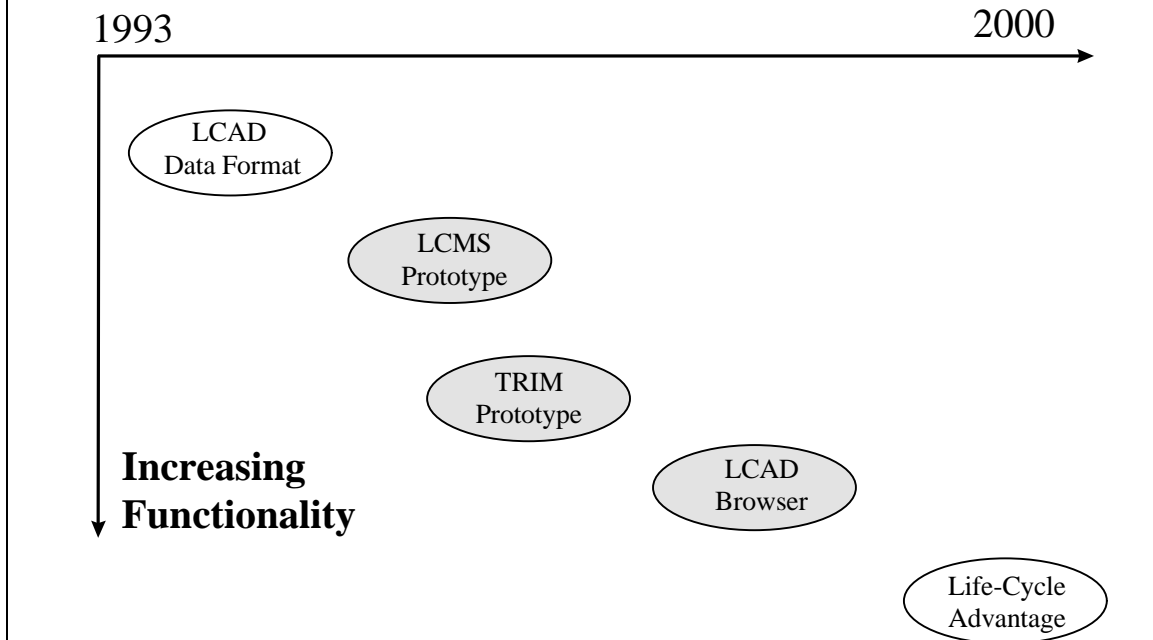 1993
2000
LCAD
Data Format
LCMS
Prototype
TRIM
Prototype
Increasing
Functionality
LCAD
Browser
Life-Cycle
Advantage